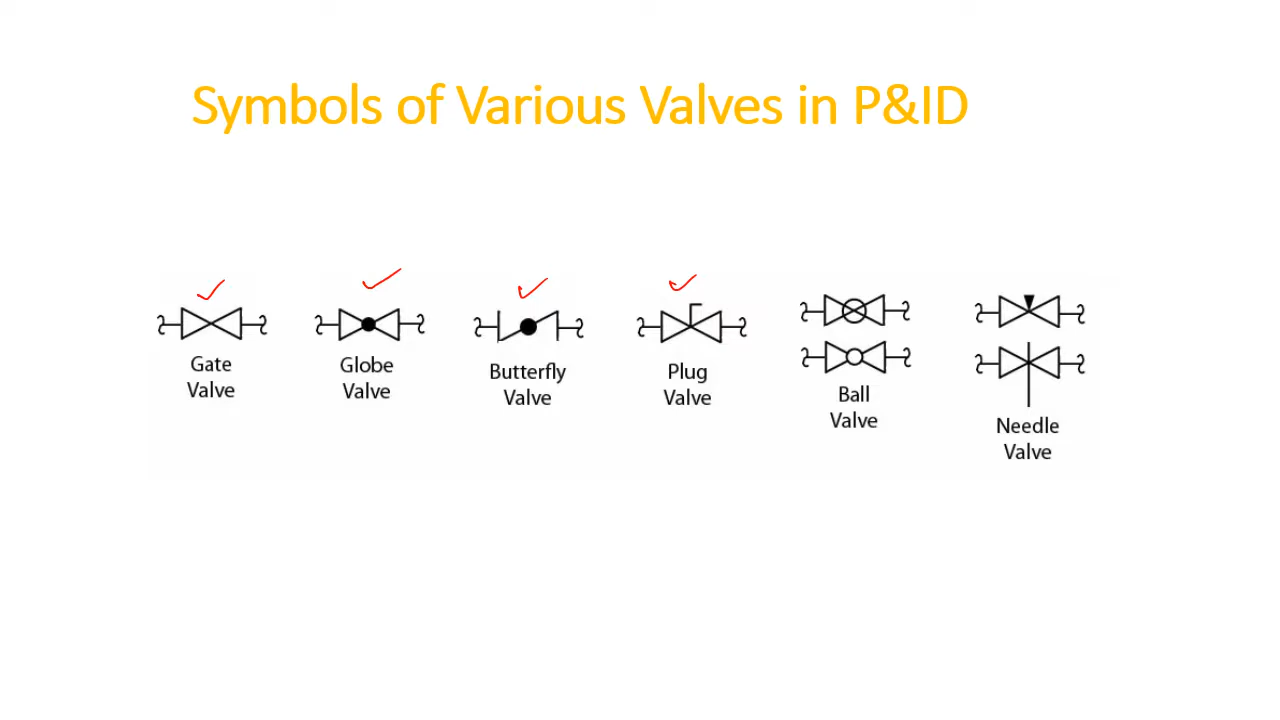 Symbols of Various Valves in P&ID
Gate
Valve
Globe
Valve
Butterfly
Valve
Plug
Valve
Ball
Valve
Needle
Valve